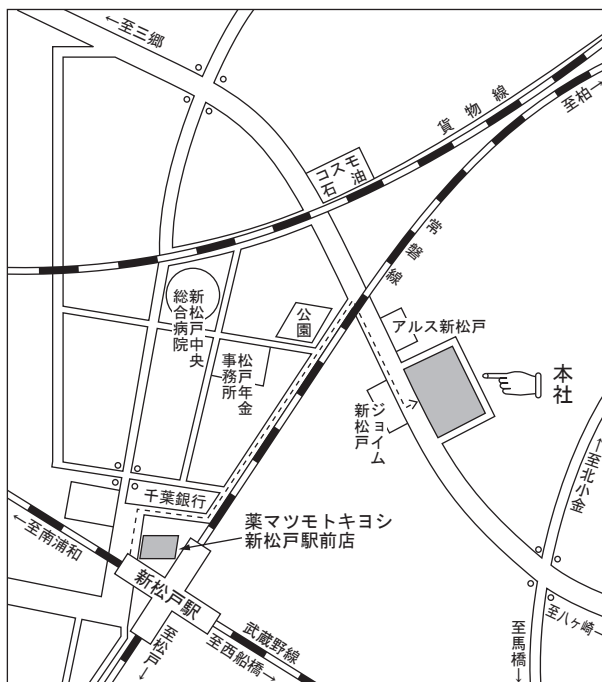 ←至三郷
貨物線
至柏→
コスモ
石油
常磐線
新松戸中央
総合病院
公園
アルス新松戸
松戸年金
事務所
本社
ジョイム
新松戸
←至北小金
千葉銀行
薬マツモトキヨシ
新松戸駅前店
←至南浦和
新松戸駅
武蔵野線
至西船橋→
至松戸→
至馬橋→
至八ヶ崎→